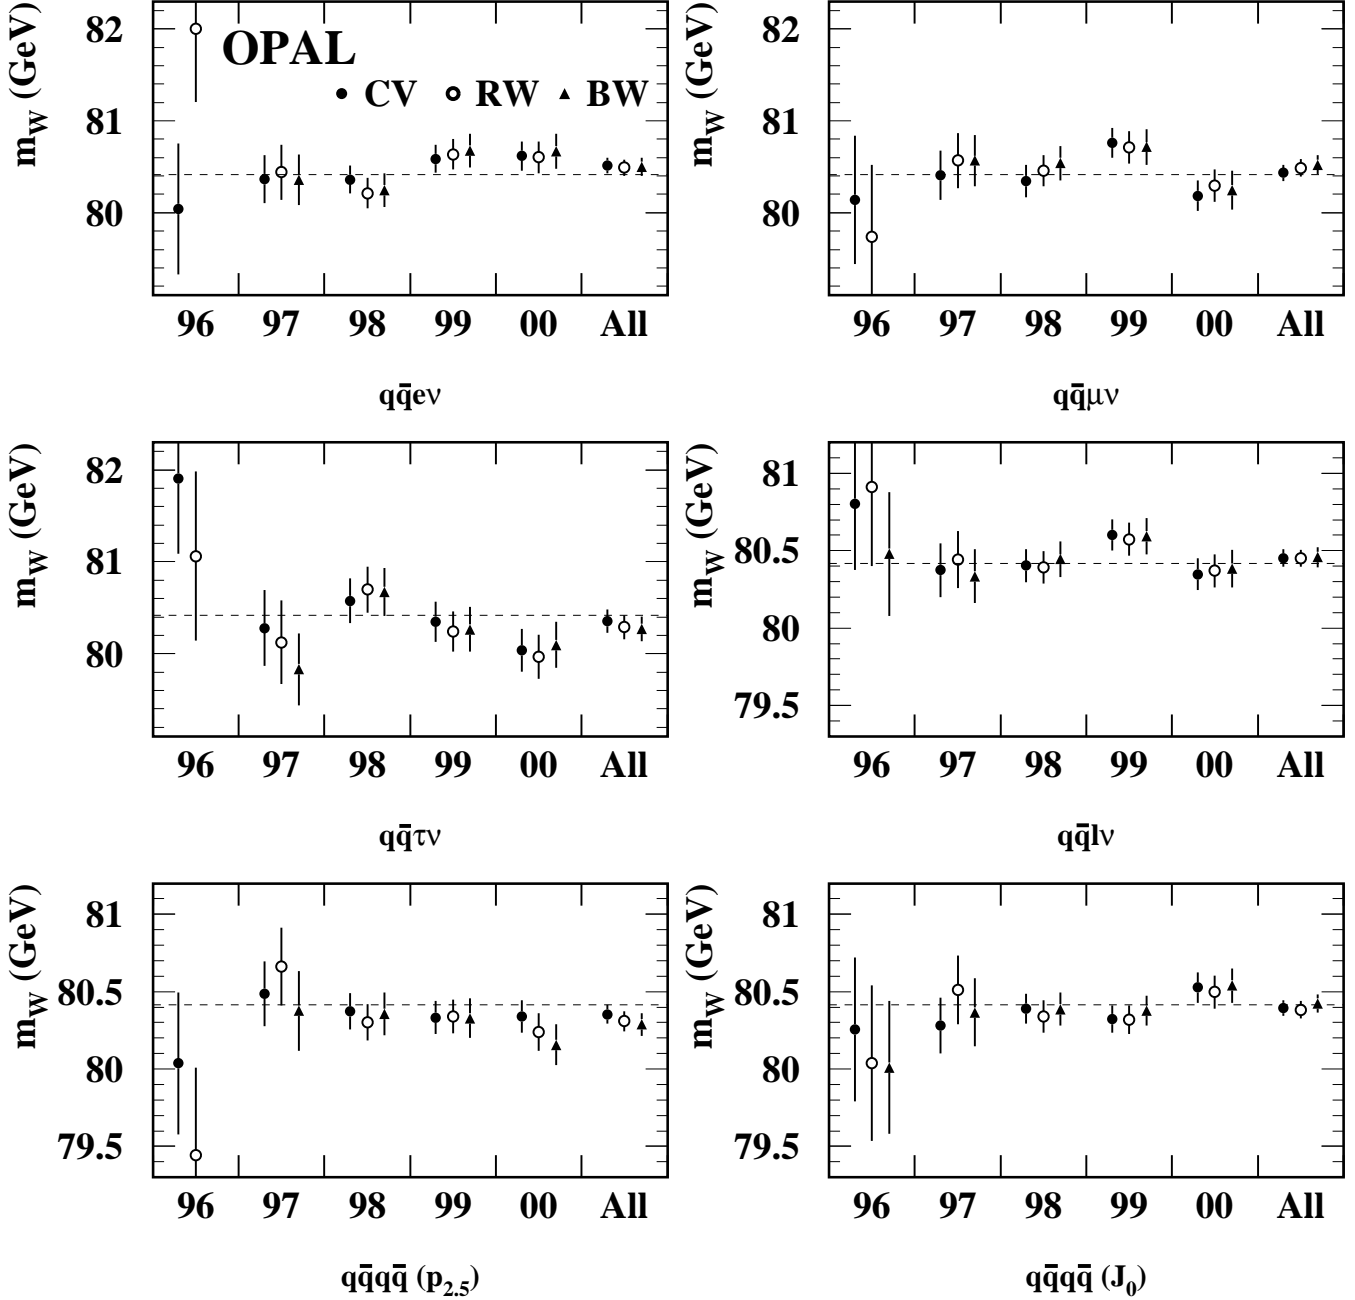 m_W (GeV)
82
81
80
OPAL
● CV ○ RW ▲ BW
96 97 98 99 00 All
qq̄eν
m_W (GeV)
82
81
80
96 97 98 99 00 All
qq̄μν
m_W (GeV)
82
81
80
96 97 98 99 00 All
qq̄τν
m_W (GeV)
81
80.5
80
79.5
96 97 98 99 00 All
qq̄lν
m_W (GeV)
81
80.5
80
79.5
96 97 98 99 00 All
qq̄qq̄ (p_2.5)
m_W (GeV)
81
80.5
80
79.5
96 97 98 99 00 All
qq̄qq̄ (J_0)